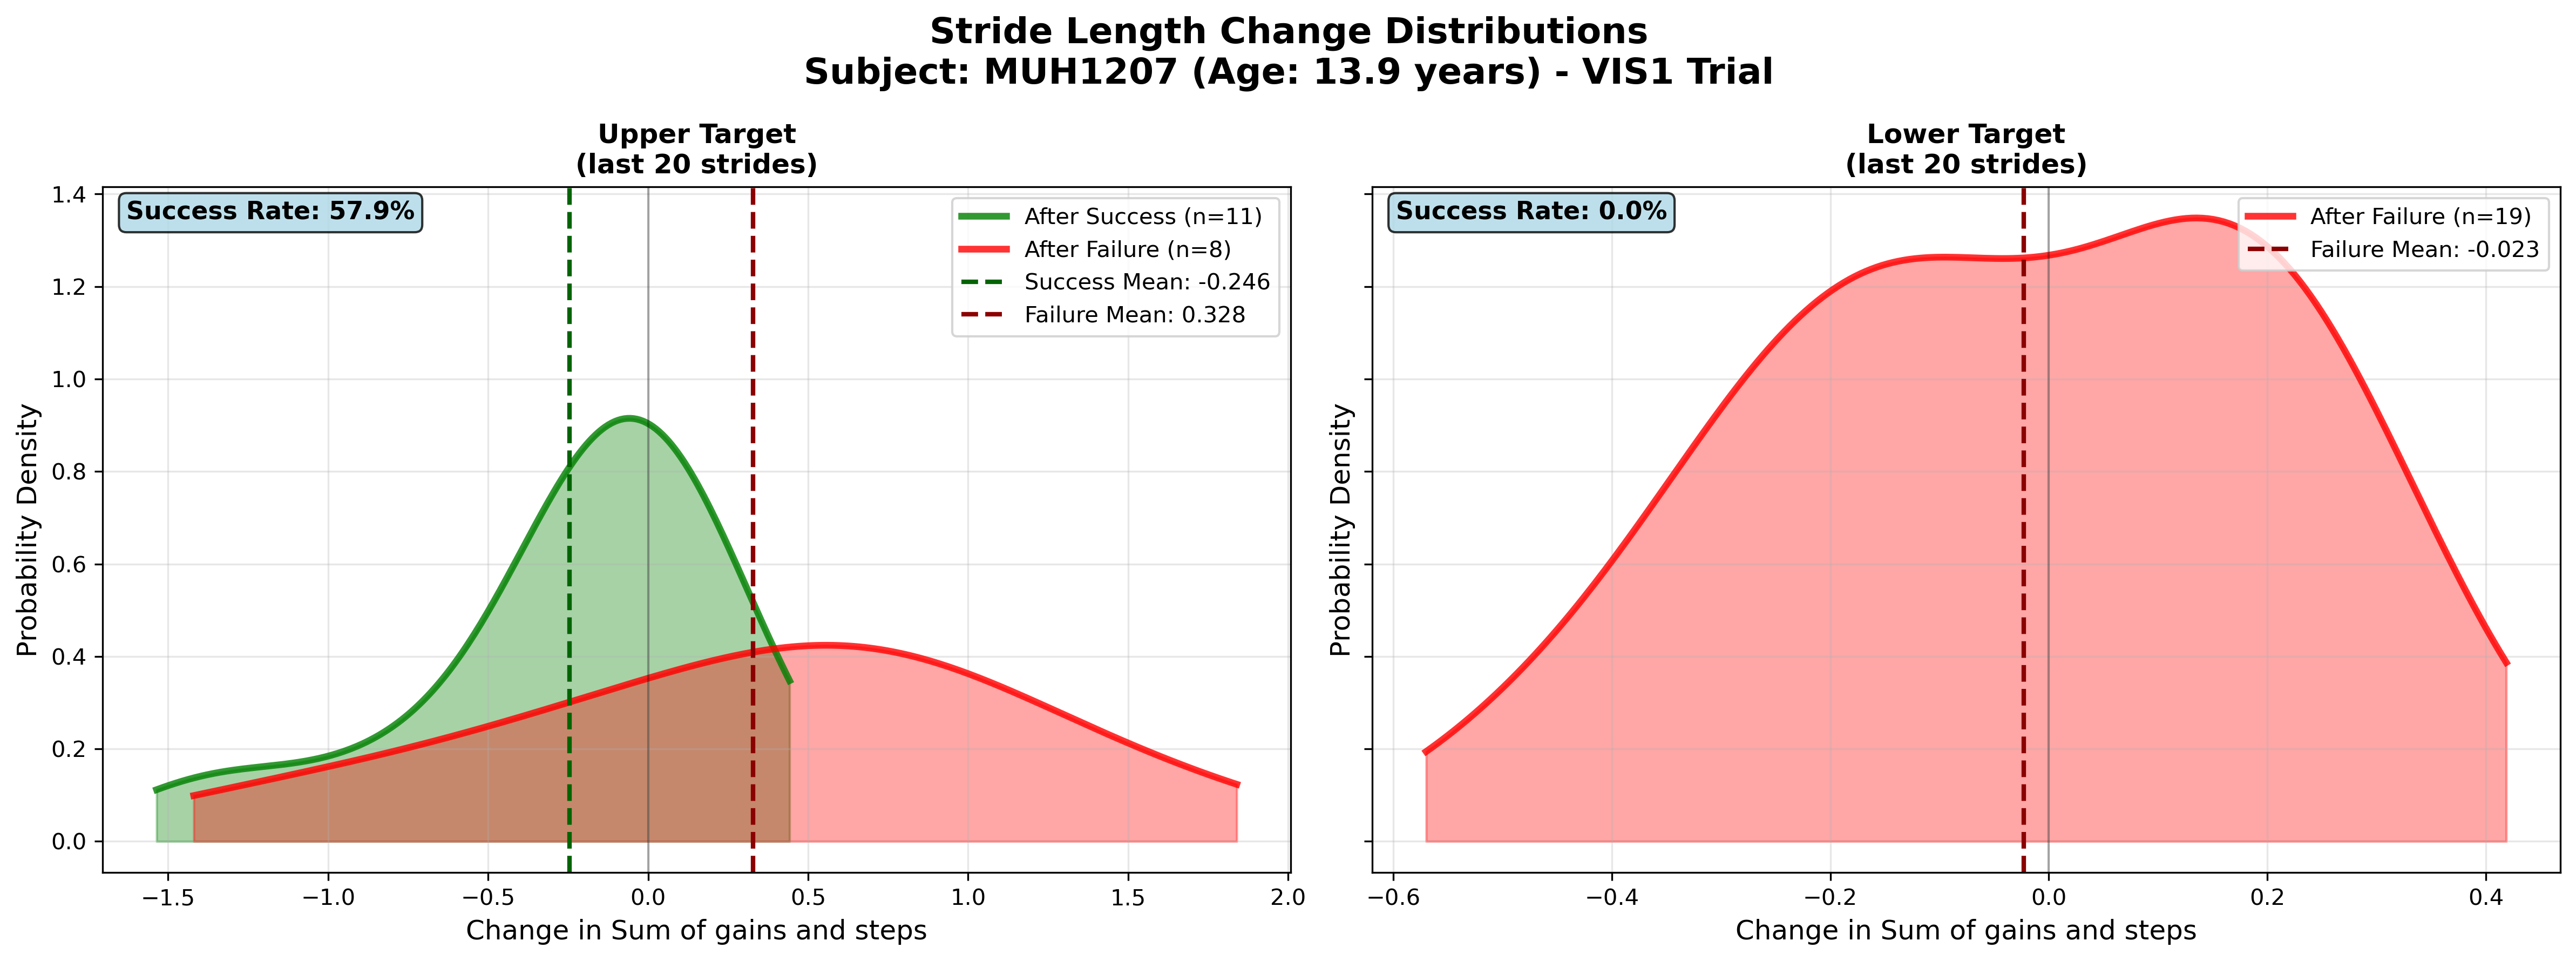 Stride Length Change Distributions
Subject: MUH1207 (Age: 13.9 years) - VIS1 Trial
Upper Target
(last 20 strides)
Success Rate: 57.9%
After Success (n=11)
After Failure (n=8)
Success Mean: -0.246
Failure Mean: 0.328
Probability Density
1.4
1.2
1.0
0.8
0.6
0.4
0.2
0.0
−1.5 −1.0 −0.5 0.0 0.5 1.0 1.5 2.0
Change in Sum of gains and steps
Lower Target
(last 20 strides)
Success Rate: 0.0%
After Failure (n=19)
Failure Mean: -0.023
Probability Density
−0.6 −0.4 −0.2 0.0 0.2 0.4
Change in Sum of gains and steps